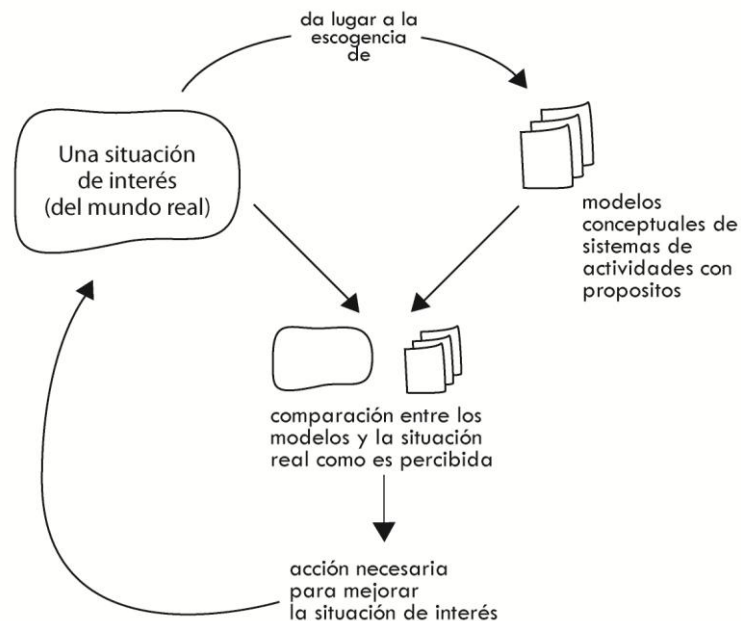 da lugar a la
escogencia
de
Una situación
de interés
(del mundo real)
modelos
conceptuales de
sistemas de
actividades con
propositos
comparación entre los
modelos y la situación
real como es percibida
acción necesaria
para mejorar
la situación de interés